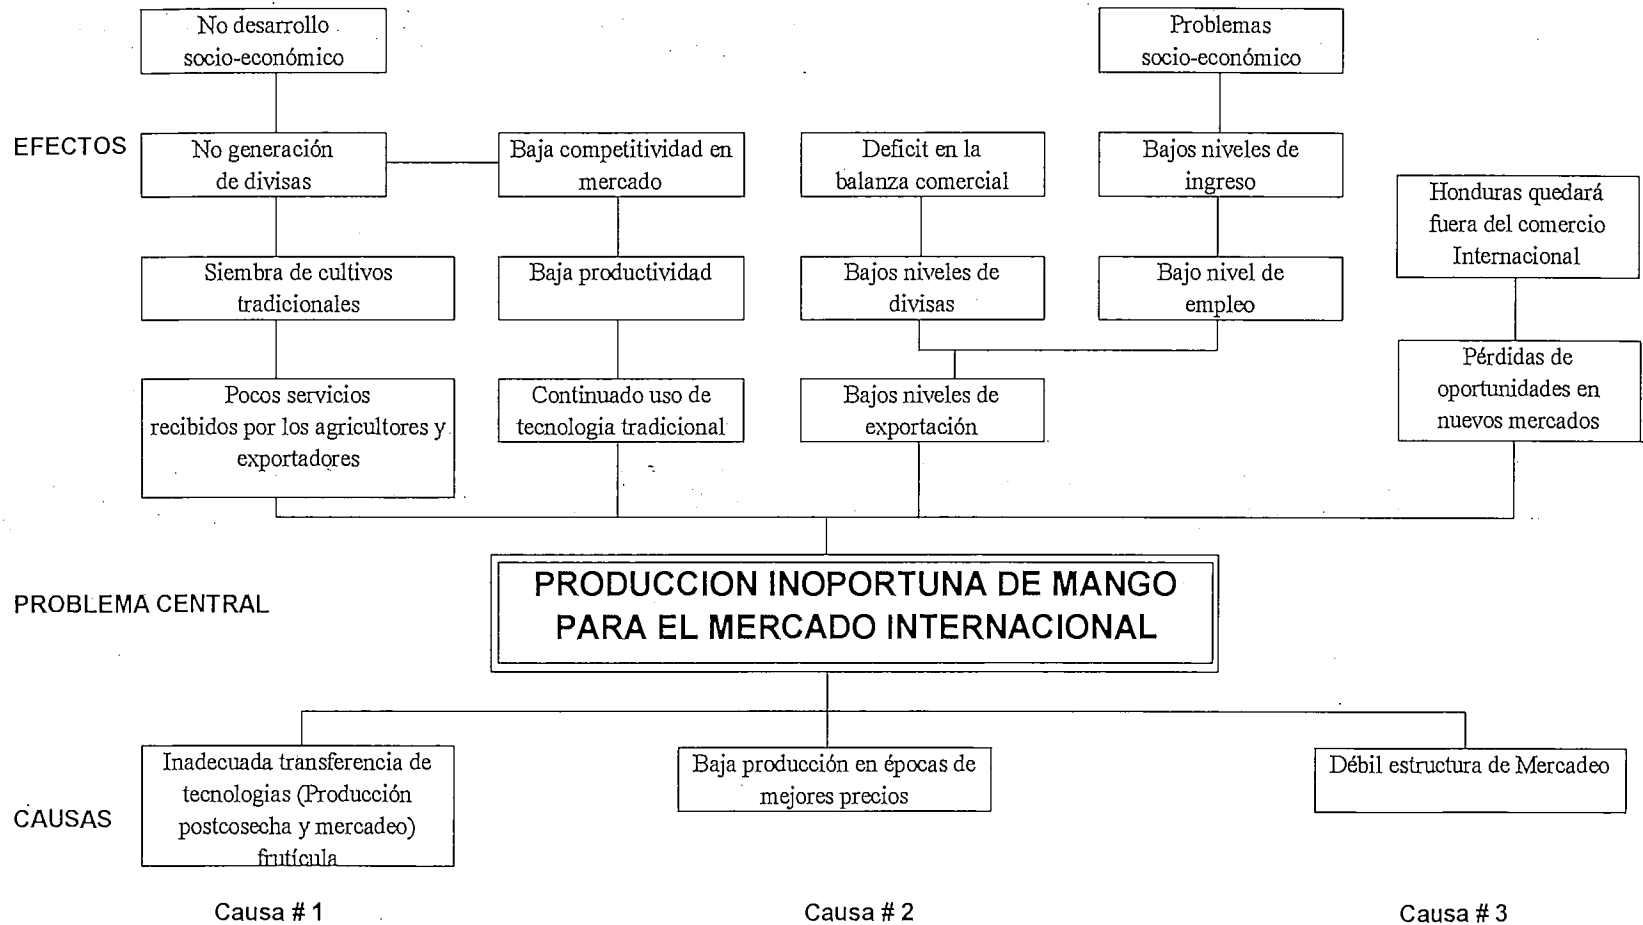 No desarrollo
socio-económico
Problemas
socio-económico
EFECTOS
No generación
de divisas
Baja competitividad en
mercado
Deficit en la
balanza comercial
Bajos niveles de
ingreso
Honduras quedará
fuera del comercio
Internacional
Siembra de cultivos
tradicionales
Baja productividad
Bajos niveles de
divisas
Bajo nivel de
empleo
Pérdidas de
oportunidades en
nuevos mercados
Pocos servicios
recibidos por los agricultores y
exportadores
Continuado uso de
tecnologia tradicional
Bajos niveles de
exportación
PROBLEMA CENTRAL
PRODUCCION INOPORTUNA DE MANGO
PARA EL MERCADO INTERNACIONAL
CAUSAS
Inadecuada transferencia de
tecnologias (Producción
postcosecha y mercadeo)
frutícula
Baja producción en épocas de
mejores precios
Débil estructura de Mercadeo
Causa # 1
Causa # 2
Causa # 3